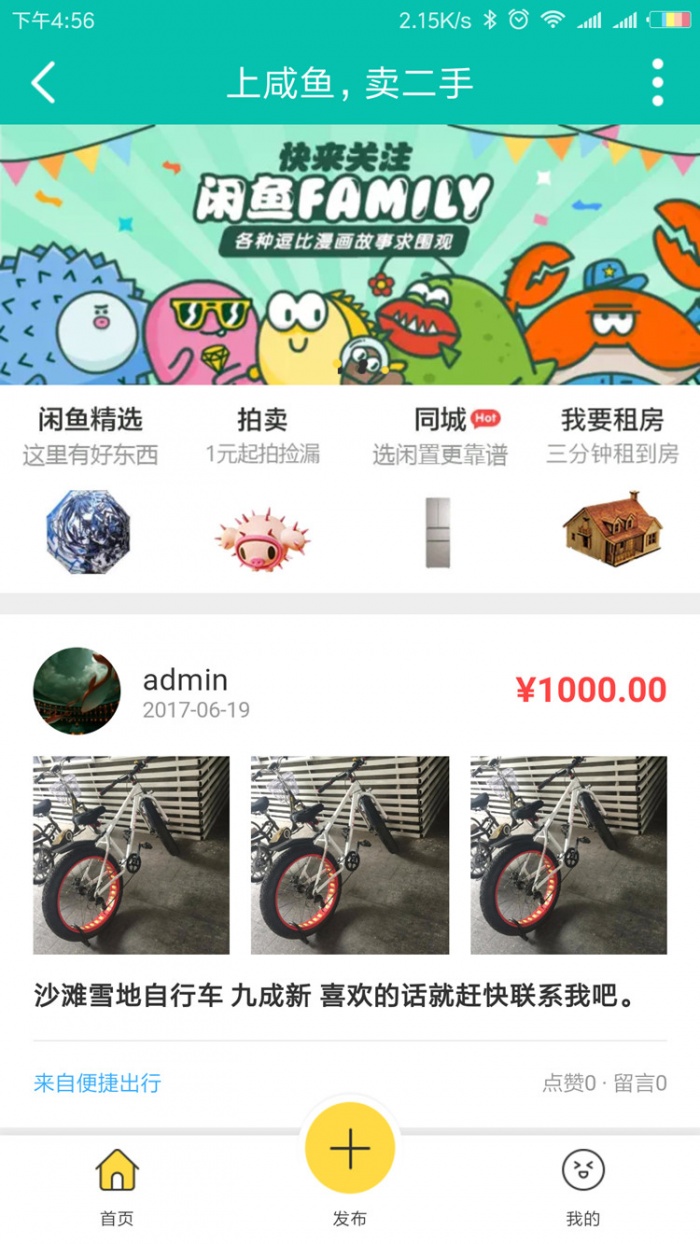 下午4:56
2.15K/s
上咸鱼，卖二手
快来关注
闲鱼FAMILY
各种逗比漫画故事求围观
闲鱼精选
拍卖
同城 Hot
我要租房
这里有好东西
1元起拍捡漏
选闲置更靠谱
三分钟租到房
admin
¥1000.00
2017-06-19
沙滩雪地自行车 九成新 喜欢的话就赶快联系我吧。
来自便捷出行
点赞0 · 留言0
首页
发布
我的